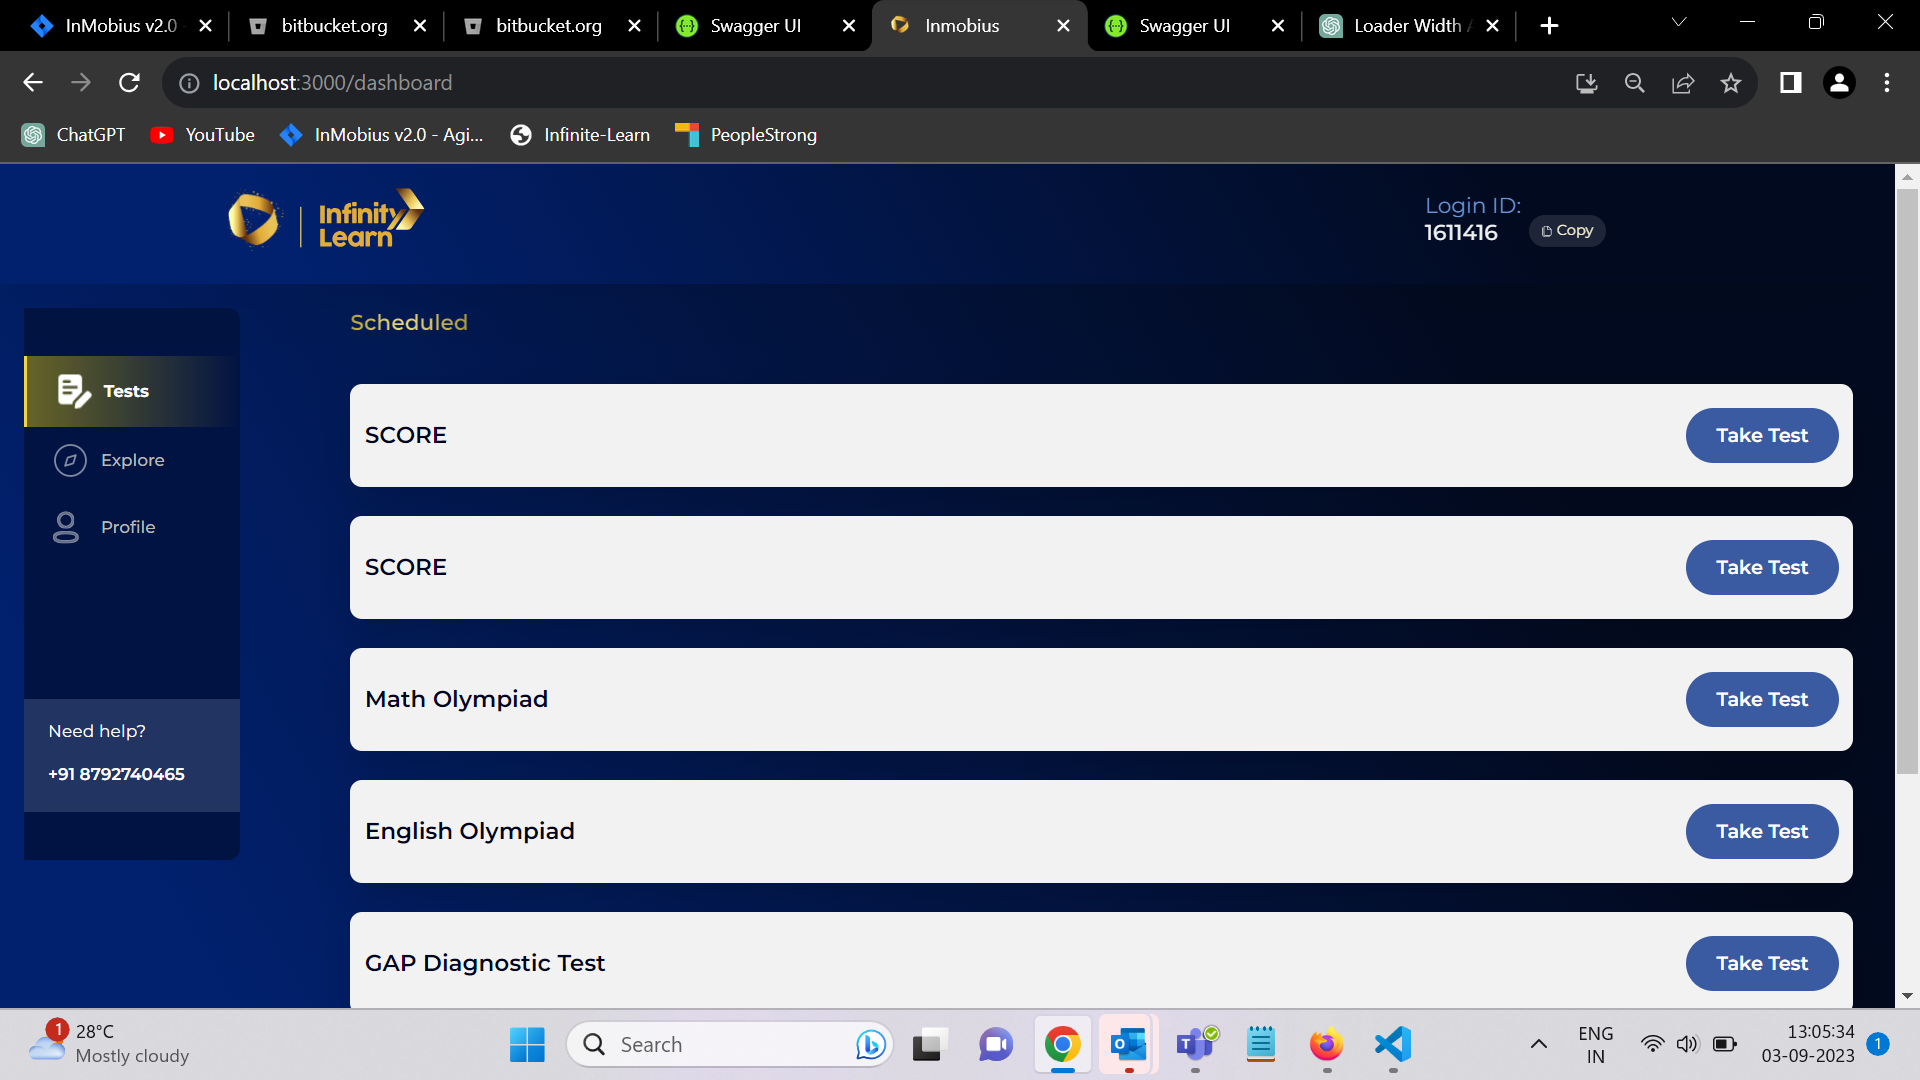 InMobius v2.0
bitbucket.org
bitbucket.org
Swagger UI
Inmobius
Swagger UI
Loader Width
localhost:3000/dashboard
ChatGPT
YouTube
InMobius v2.0 - Agi...
Infinite-Learn
PeopleStrong
Infinity
Learn
Login ID:
1611416
Copy
Scheduled
Tests
Explore
Profile
Need help?
+91 8792740465
SCORE
Take Test
SCORE
Take Test
Math Olympiad
Take Test
English Olympiad
Take Test
GAP Diagnostic Test
Take Test
1
28°C
Mostly cloudy
Search
ENG
IN
13:05:34
03-09-2023
1